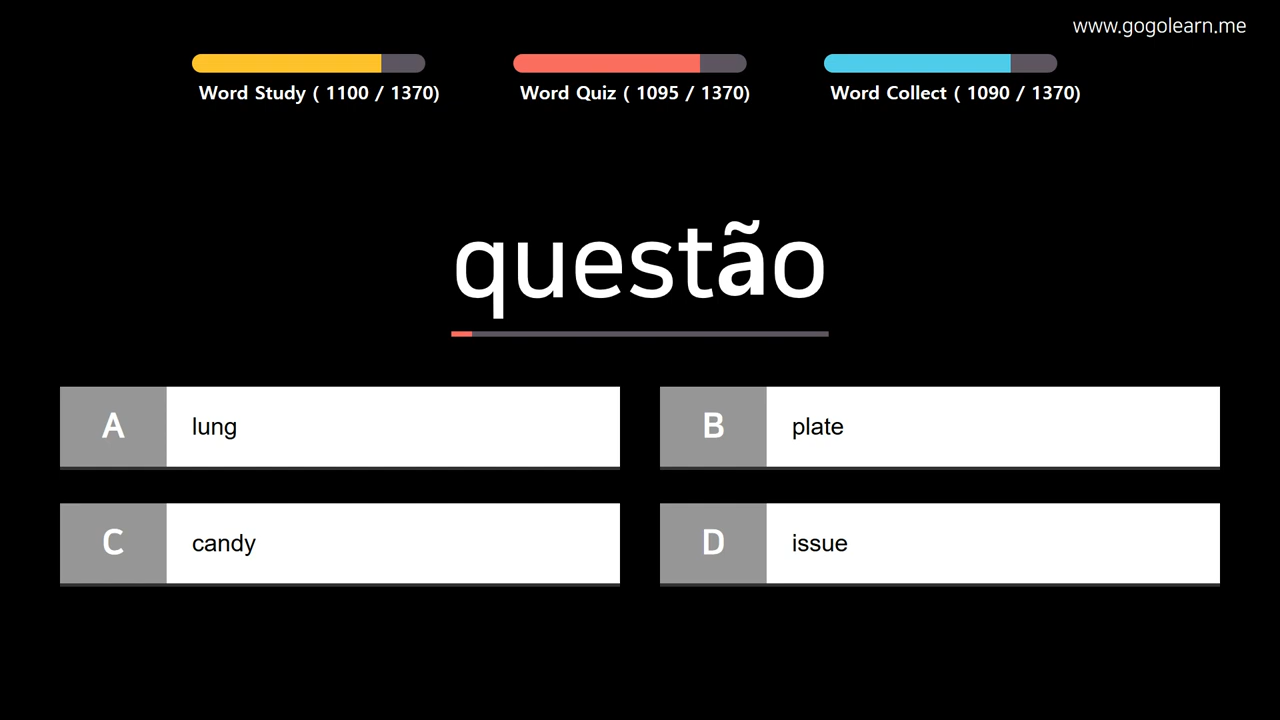 www.gogolearn.me
Word Study ( 1100 / 1370)
Word Quiz ( 1095 / 1370)
Word Collect ( 1090 / 1370)
questão
A lung
B plate
C candy
D issue